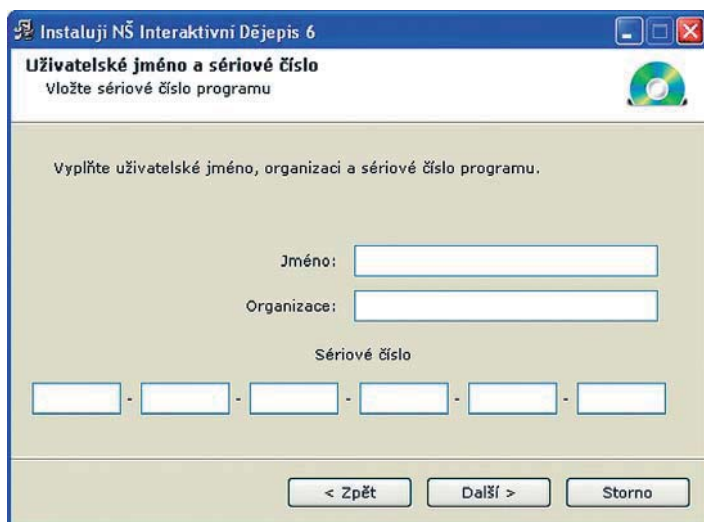 Instaluji NŠ Interaktivní Dějepis 6
Uživatelské jméno a sériové číslo
Vložte sériové číslo programu
Vyplňte uživatelské jméno, organizaci a sériové číslo programu.
Jméno:
Organizace:
Sériové číslo
- - - - -
< Zpět Další > Storno